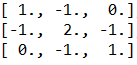 [ 1., -1.,  0.]
[-1.,  2., -1.]
[ 0., -1.,  1.]